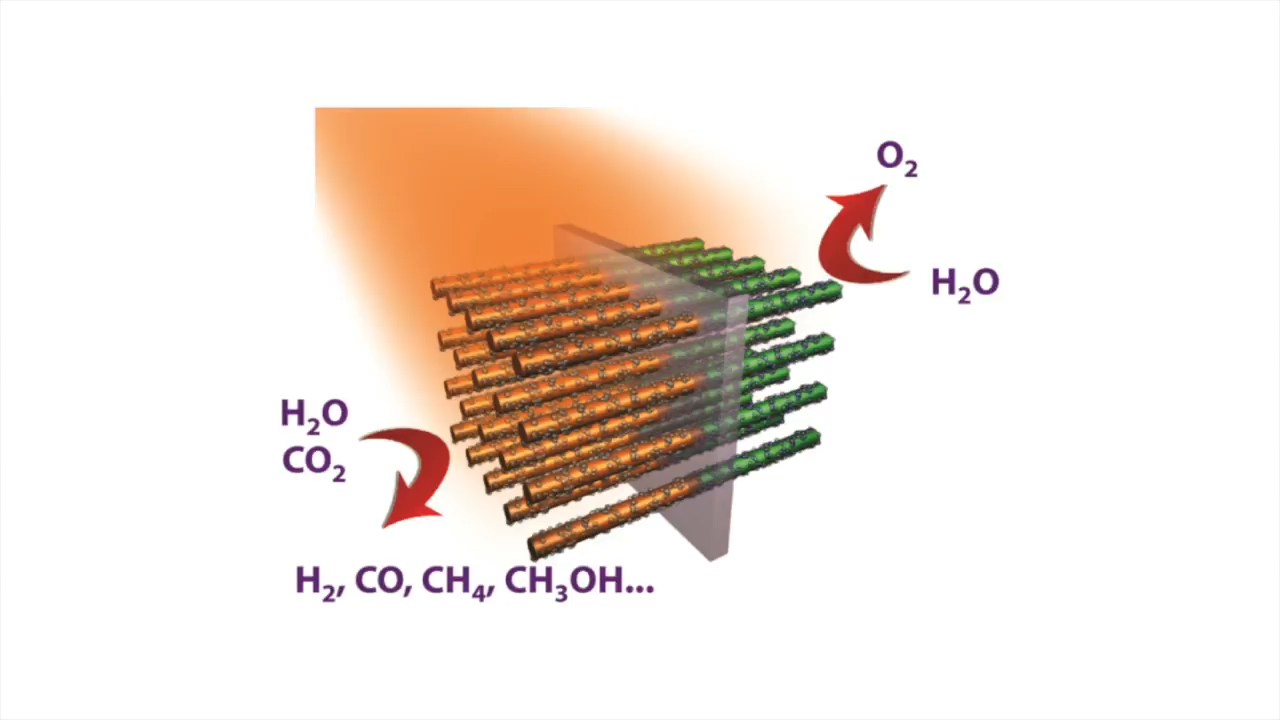 O₂
H₂O
H₂O
CO₂
H₂, CO, CH₄, CH₃OH...